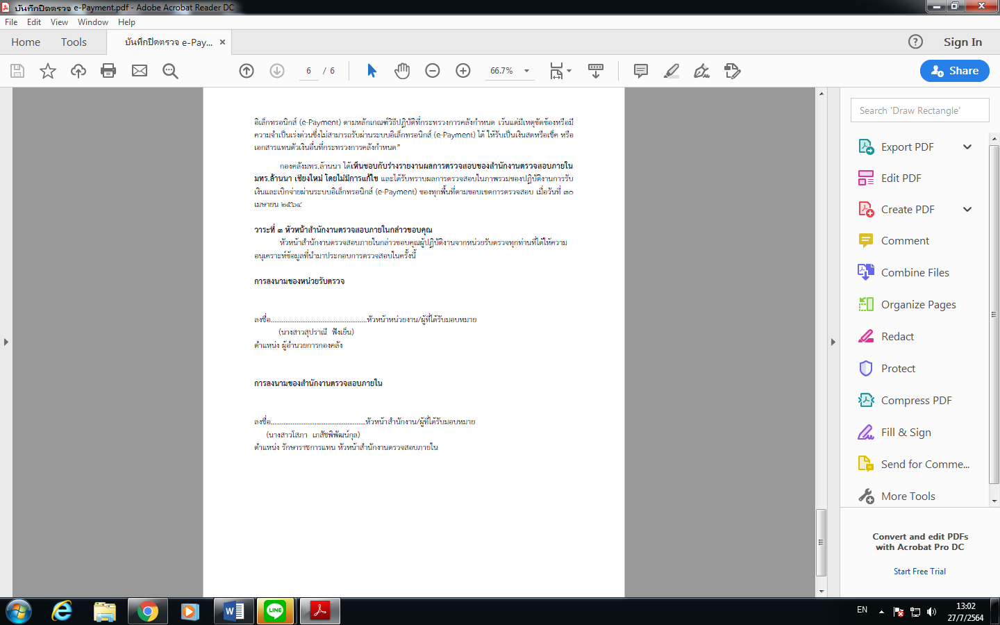 บันทึกปิดตรวจ e-Payment.pdf - Adobe Acrobat Reader DC
File Edit View Window Help
Home Tools บันทึกปิดตรวจ e-Pay... × ? Sign In
6 / 6 66.7% Share
อิเล็กทรอนิกส์ (e-Payment) ตามหลักเกณฑ์วิธีปฏิบัติที่กระทรวงการคลังกำหนด เว้นแต่มีเหตุขัดข้องหรือมี
ความจำเป็นเร่งด่วนซึ่งไม่สามารถรับผ่านระบบอิเล็กทรอนิกส์ (e-Payment) ได้ ให้รับเป็นเงินสดหรือเช็ค หรือ
เอกสารแทนตัวเงินอื่นที่กระทรวงการคลังกำหนด”
กองคลังมทร.ล้านนา ได้เห็นชอบกับร่างรายงานผลการตรวจสอบของสำนักงานตรวจสอบภายใน
มทร.ล้านนา เชียงใหม่ โดยไม่มีการแก้ไข และได้รับทราบผลการตรวจสอบในภาพรวมของปฏิบัติงานการรับ
เงินและเบิกจ่ายผ่านระบบอิเล็กทรอนิกส์ (e-Payment) ของทุกพื้นที่ตามขอบเขตการตรวจสอบ เมื่อวันที่ ๓๐
เมษายน ๒๕๖๔
วาระที่ ๓ หัวหน้าสำนักงานตรวจสอบภายในกล่าวขอบคุณ
หัวหน้าสำนักงานตรวจสอบภายในกล่าวขอบคุณผู้ปฏิบัติงานจากหน่วยรับตรวจทุกท่านที่ได้ให้ความ
อนุเคราะห์ข้อมูลที่นำมาประกอบการตรวจสอบในครั้งนี้
การลงนามของหน่วยรับตรวจ
ลงชื่อ....................................................หัวหน้าหน่วยงาน/ผู้ที่ได้รับมอบหมาย
(นางสาวสุปราณี ฟังเย็น)
ตำแหน่ง ผู้อำนวยการกองคลัง
การลงนามของสำนักงานตรวจสอบภายใน
ลงชื่อ....................................................หัวหน้าสำนักงาน/ผู้ที่ได้รับมอบหมาย
(นางสาวโสภา เภสัชพิพัฒน์กุล)
ตำแหน่ง รักษาราชการแทน หัวหน้าสำนักงานตรวจสอบภายใน
Search 'Draw Rectangle'
Export PDF
Edit PDF
Create PDF
Comment
Combine Files
Organize Pages
Redact
Protect
Compress PDF
Fill & Sign
Send for Comme...
More Tools
Convert and edit PDFs
with Acrobat Pro DC
Start Free Trial
LINE
EN
13:02
27/7/2564